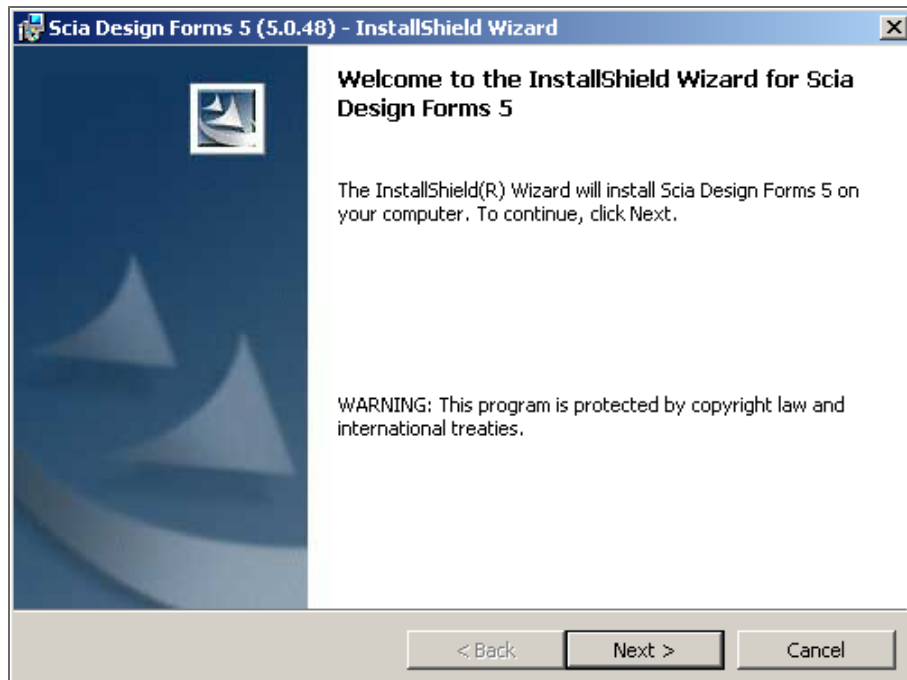 Scia Design Forms 5 (5.0.48) - InstallShield Wizard
Welcome to the InstallShield Wizard for Scia
Design Forms 5
The InstallShield(R) Wizard will install Scia Design Forms 5 on
your computer. To continue, click Next.
WARNING: This program is protected by copyright law and
international treaties.
< Back Next > Cancel